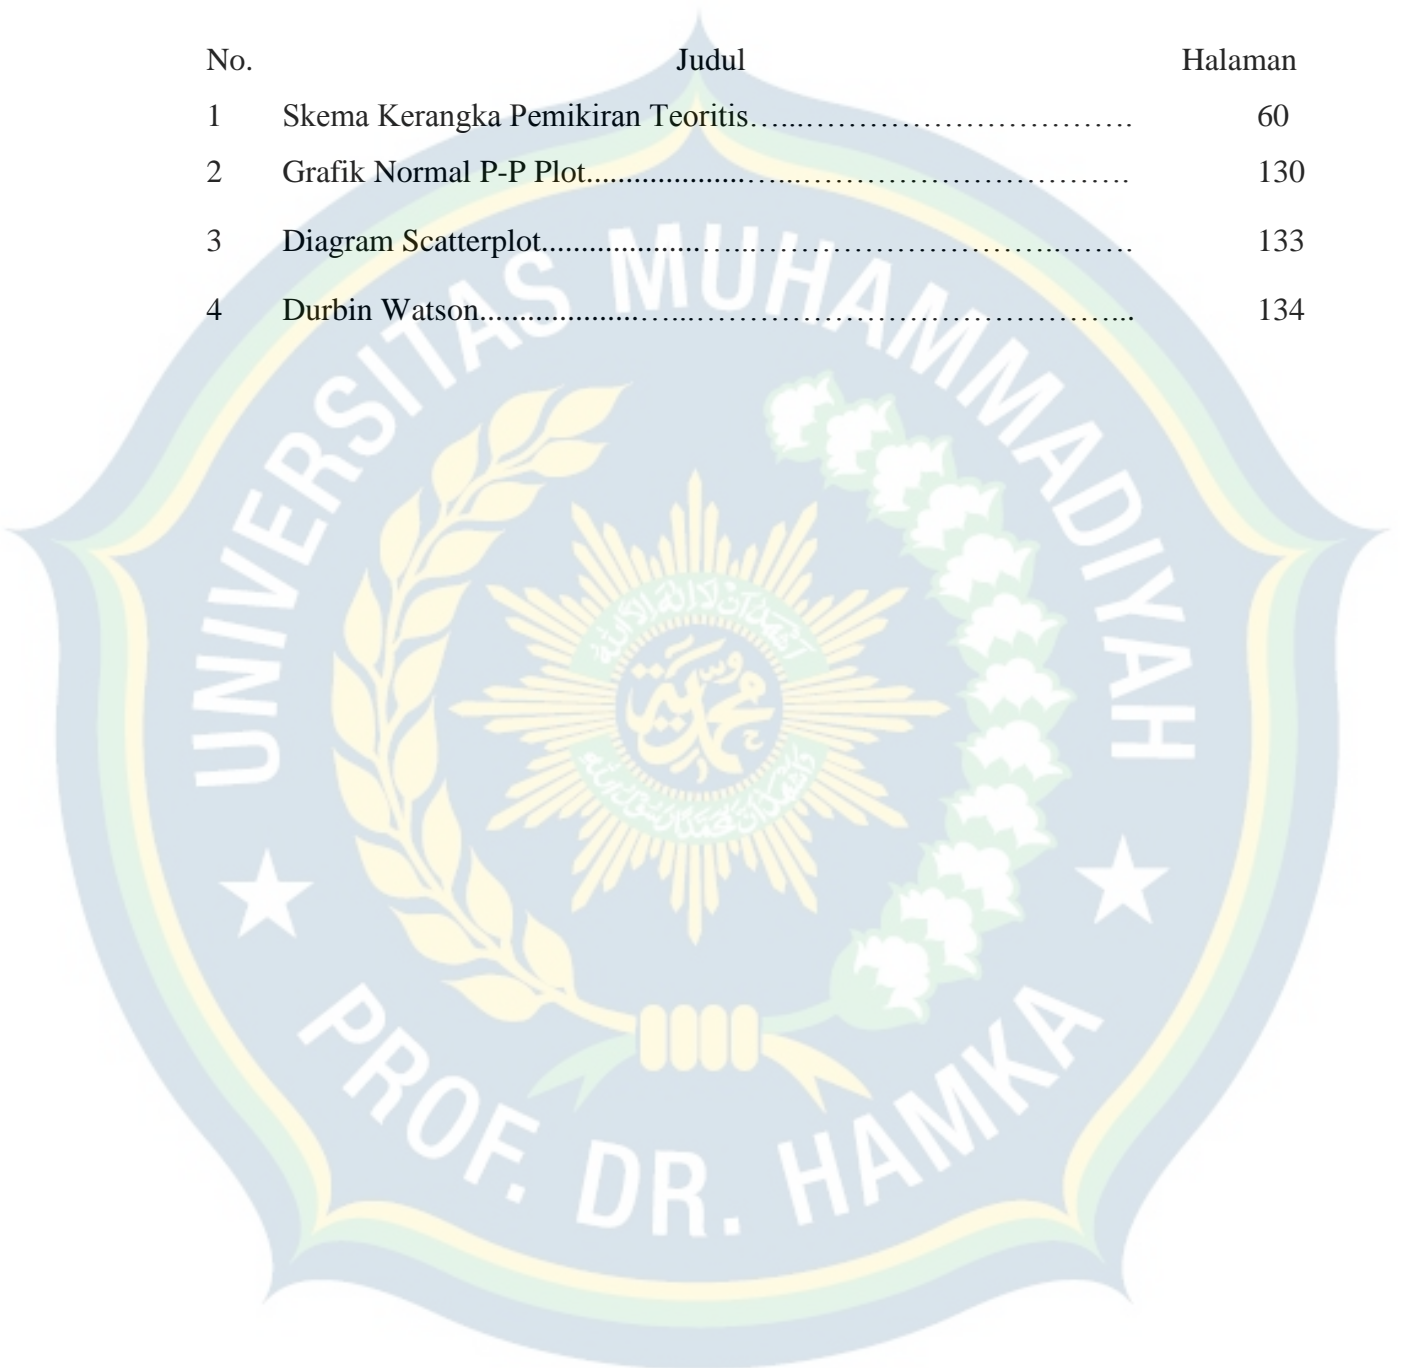 No. Judul Halaman
1 Skema Kerangka Pemikiran Teoritis…...…………………………. 60
2 Grafik Normal P-P Plot....................…...…………………………. 130
3 Diagram Scatterplot....................…...………………………….…… 133
4 Durbin Watson....................…...…………………………………... 134
UNIVERSITAS MUHAMMADIYAH
محمدية
PROF. DR. HAMKA